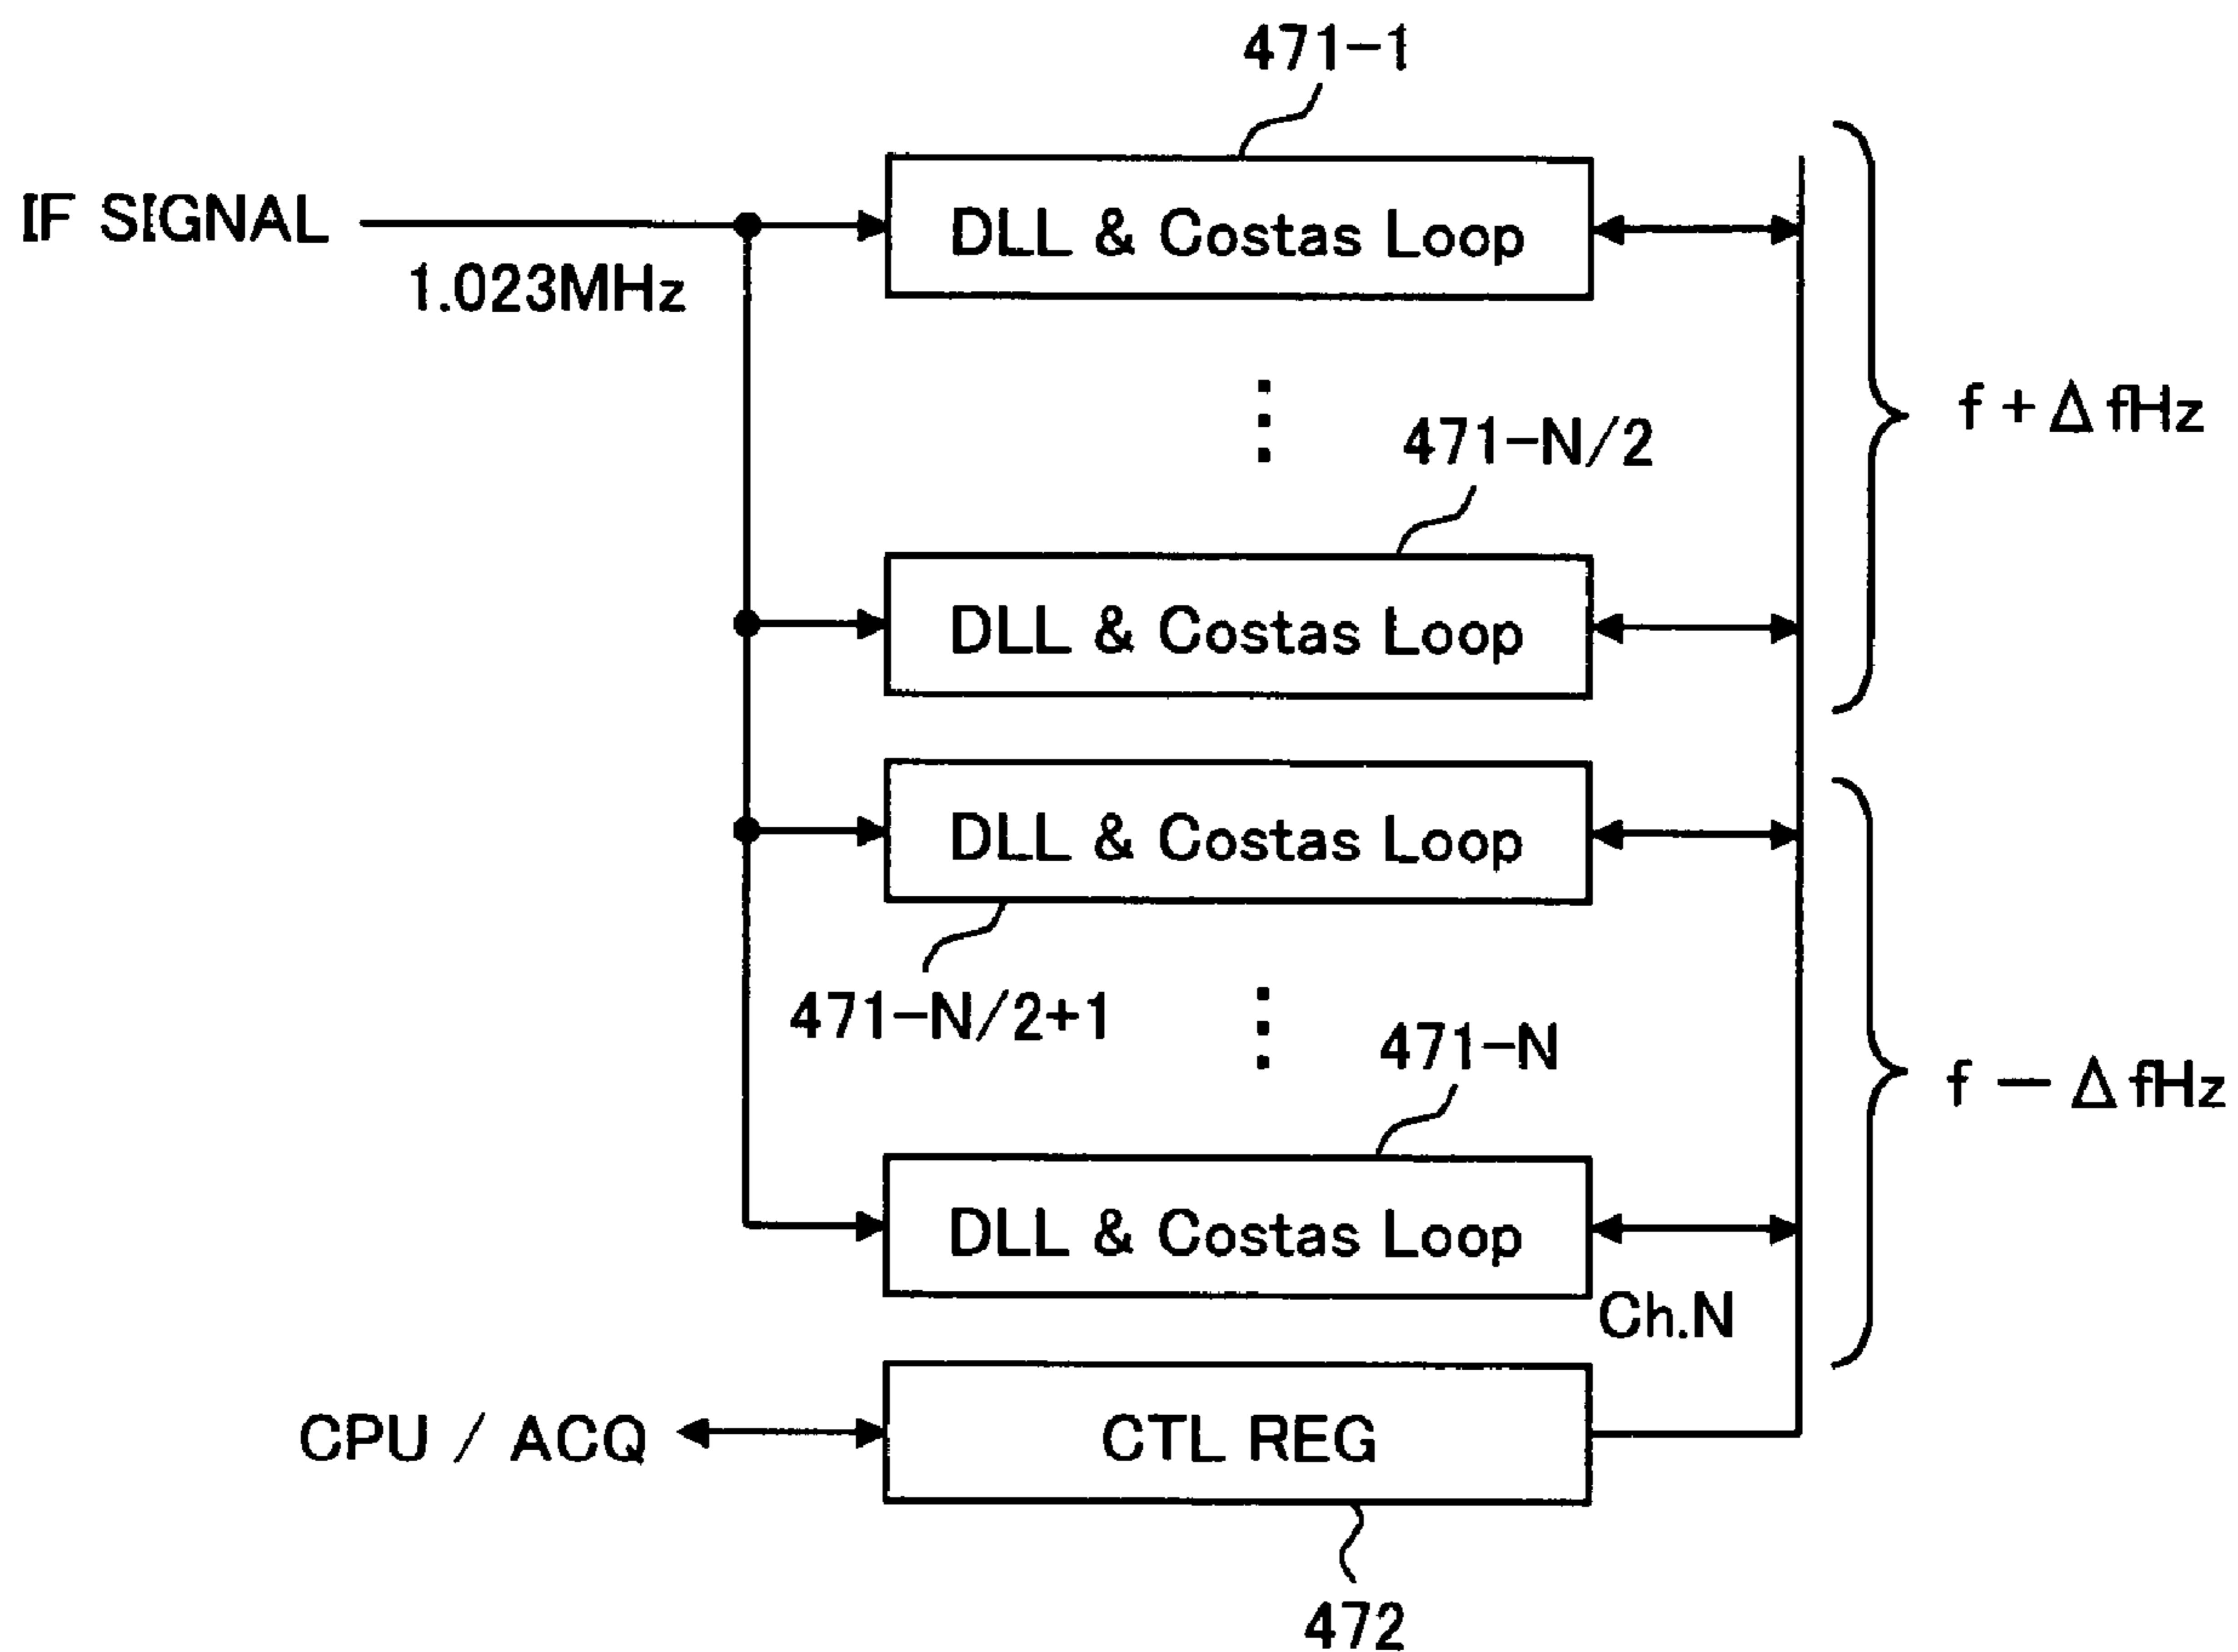 471-1
IF SIGNAL
1.023MHz
DLL & Costas Loop
f + Δ fHz
471-N/2
DLL & Costas Loop
DLL & Costas Loop
471-N/2+1
471-N
f − Δ fHz
DLL & Costas Loop
Ch.N
CPU / ACQ
CTL REG
472